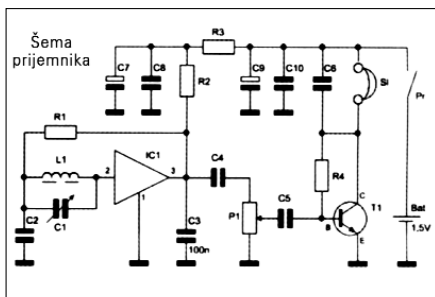 Šema
prijemnika
R3
C7
C8
R2
C9
C10
C6
Sl
Pr
R1
L1
IC1
2
3
1
C4
R4
C
T1
C1
C2
C3
100n
P1
C5
B
E
Bat
1,5V